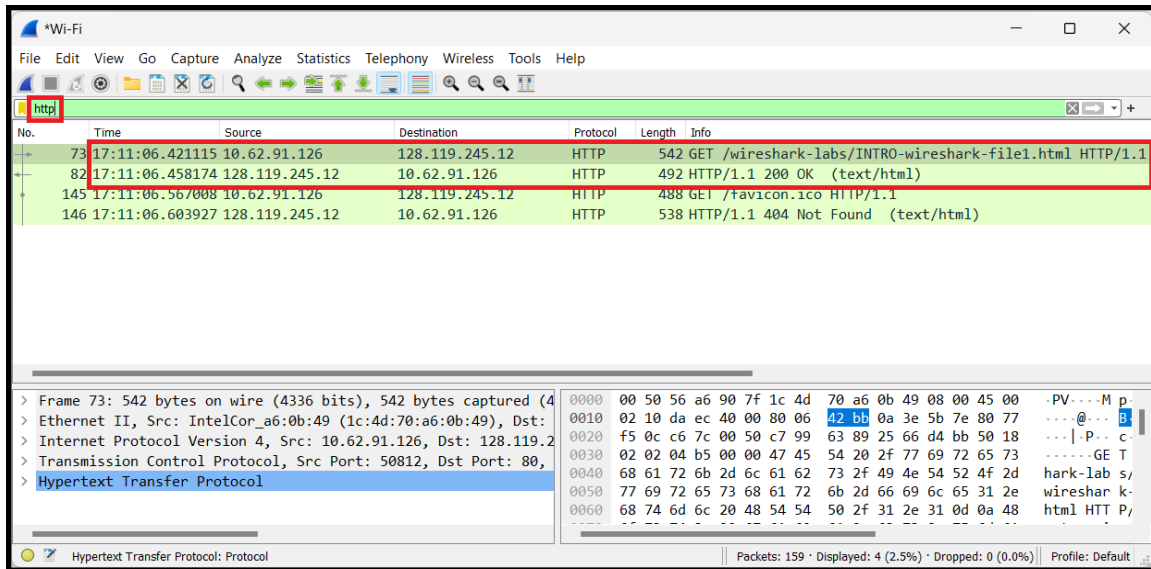 *Wi-Fi
File Edit View Go Capture Analyze Statistics Telephony Wireless Tools Help
http
No. Time Source Destination Protocol Length Info
73 17:11:06.421115 10.62.91.126 128.119.245.12 HTTP 542 GET /wireshark-labs/INTRO-wireshark-file1.html HTTP/1.1
82 17:11:06.458174 128.119.245.12 10.62.91.126 HTTP 492 HTTP/1.1 200 OK (text/html)
145 17:11:06.567008 10.62.91.126 128.119.245.12 HTTP 488 GET /favicon.ico HTTP/1.1
146 17:11:06.603927 128.119.245.12 10.62.91.126 HTTP 538 HTTP/1.1 404 Not Found (text/html)
> Frame 73: 542 bytes on wire (4336 bits), 542 bytes captured (4
> Ethernet II, Src: IntelCor_a6:0b:49 (1c:4d:70:a6:0b:49), Dst:
> Internet Protocol Version 4, Src: 10.62.91.126, Dst: 128.119.2
> Transmission Control Protocol, Src Port: 50812, Dst Port: 80,
> Hypertext Transfer Protocol
0000 00 50 56 a6 90 7f 1c 4d 70 a6 0b 49 08 00 45 00 ·PV····M p·
0010 02 10 da ec 40 00 80 06 42 bb 0a 3e 5b 7e 80 77 ····@··· B·
0020 f5 0c c6 7c 00 50 c7 99 63 89 25 66 d4 bb 50 18 ···|·P·· c·
0030 02 02 04 b5 00 00 47 45 54 20 2f 77 69 72 65 73 ······GE T
0040 68 61 72 6b 2d 6c 61 62 73 2f 49 4e 54 52 4f 2d hark-lab s/
0050 77 69 72 65 73 68 61 72 6b 2d 66 69 6c 65 31 2e wireshar k-
0060 68 74 6d 6c 20 48 54 54 50 2f 31 2e 31 0d 0a 48 html HTT P/
Hypertext Transfer Protocol: Protocol
Packets: 159 · Displayed: 4 (2.5%) · Dropped: 0 (0.0%)
Profile: Default